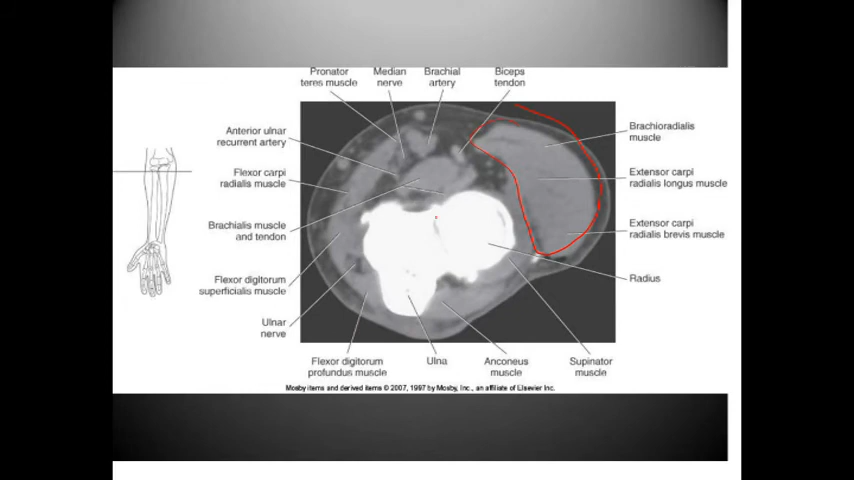 Pronator
teres muscle
Median
nerve
Brachial
artery
Biceps
tendon
Anterior ulnar
recurrent artery
Flexor carpi
radialis muscle
Brachialis muscle
and tendon
Flexor digitorum
superficialis muscle
Ulnar
nerve
Brachioradialis
muscle
Extensor carpi
radialis longus muscle
Extensor carpi
radialis brevis muscle
Radius
Flexor digitorum
profundus muscle
Ulna
Anconeus
muscle
Supinator
muscle
Mosby items and derived items © 2007, 1997 by Mosby, Inc., an affiliate of Elsevier Inc.